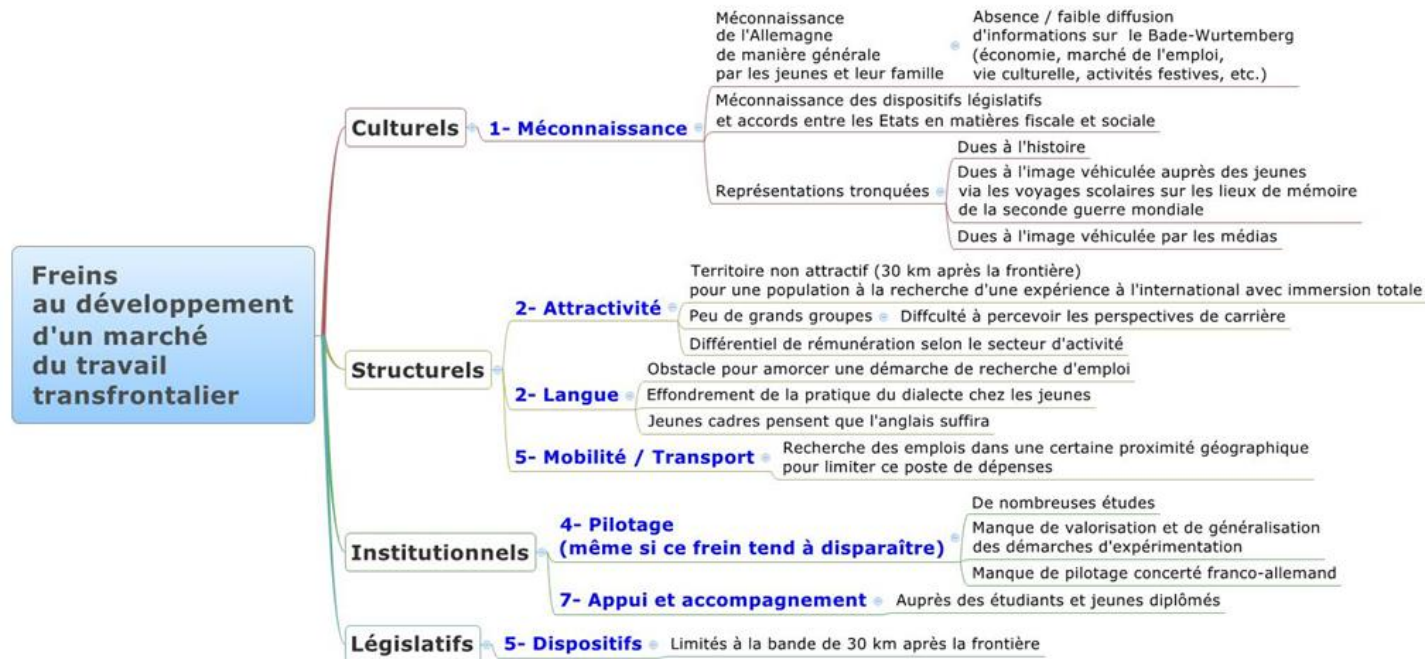 Freins
au développement
d'un marché
du travail
transfrontalier
Culturels
1- Méconnaissance
Méconnaissance
de l'Allemagne
de manière générale
par les jeunes et leur famille
Absence / faible diffusion
d'informations sur le Bade-Wurtemberg
(économie, marché de l'emploi,
vie culturelle, activités festives, etc.)
Méconnaissance des dispositifs législatifs
et accords entre les Etats en matières fiscale et sociale
Représentations tronquées
Dues à l'histoire
Dues à l'image véhiculée auprès des jeunes
via les voyages scolaires sur les lieux de mémoire
de la seconde guerre mondiale
Dues à l'image véhiculée par les médias
Structurels
2- Attractivité
Territoire non attractif (30 km après la frontière)
pour une population à la recherche d'une expérience à l'international avec immersion totale
Peu de grands groupes
Diffculté à percevoir les perspectives de carrière
Différentiel de rémunération selon le secteur d'activité
2- Langue
Obstacle pour amorcer une démarche de recherche d'emploi
Effondrement de la pratique du dialecte chez les jeunes
Jeunes cadres pensent que l'anglais suffira
5- Mobilité / Transport
Recherche des emplois dans une certaine proximité géographique
pour limiter ce poste de dépenses
Institutionnels
4- Pilotage
(même si ce frein tend à disparaître)
De nombreuses études
Manque de valorisation et de généralisation
des démarches d'expérimentation
Manque de pilotage concerté franco-allemand
7- Appui et accompagnement
Auprès des étudiants et jeunes diplômés
Législatifs
5- Dispositifs
Limités à la bande de 30 km après la frontière